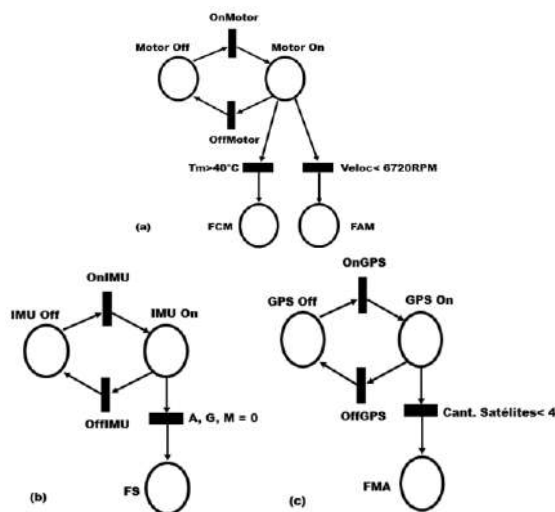 OnMotor
Motor Off
Motor On
OffMotor
Tm>40°C
Veloc< 6720RPM
(a)
FCM
FAM
OnIMU
IMU Off
IMU On
OffIMU
A, G, M = 0
(b)
FS
OnGPS
GPS Off
GPS On
OffGPS
Cant. Satélites< 4
(c)
FMA